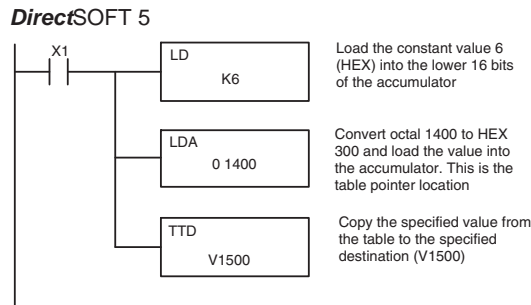 DirectSOFT 5
X1
LD
K6
Load the constant value 6
(HEX) into the lower 16 bits
of the accumulator
LDA
O 1400
Convert octal 1400 to HEX
300 and load the value into
the accumulator. This is the
table pointer location
TTD
V1500
Copy the specified value from
the table to the specified
destination (V1500)